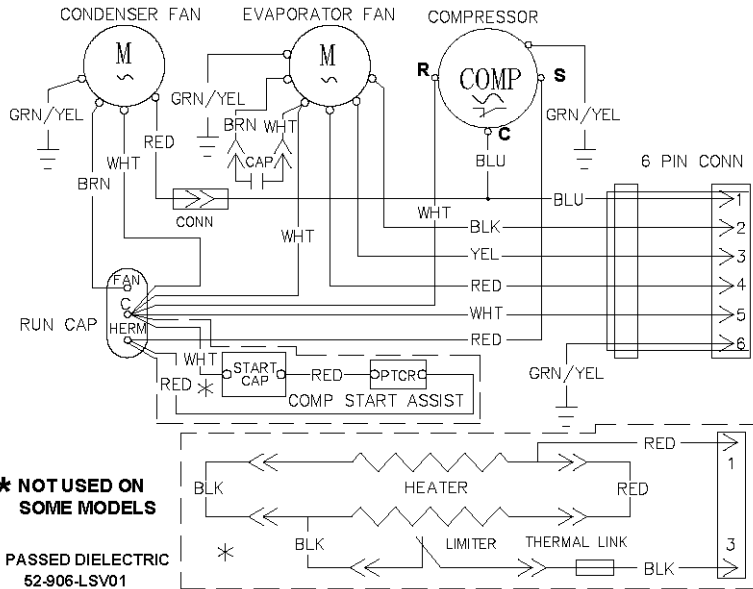 CONDENSER FAN
EVAPORATOR FAN
COMPRESSOR
M
M
R
COMP
S
C
GRN/YEL
GRN/YEL
GRN/YEL
RED
BRN
WHT
CAP
WHT
BRN
BLU
6 PIN CONN
CONN
BLU
1
WHT
WHT
BLK
2
YEL
3
FAN
RED
4
C
WHT
5
RUN CAP
HERM
RED
6
WHT
START CAP
RED
PTCR
GRN/YEL
RED *
COMP START ASSIST
RED
1
* NOT USED ON
SOME MODELS
BLK
HEATER
RED
BLK
LIMITER
THERMAL LINK
3
*
BLK
PASSED DIELECTRIC
52-906-LSV01